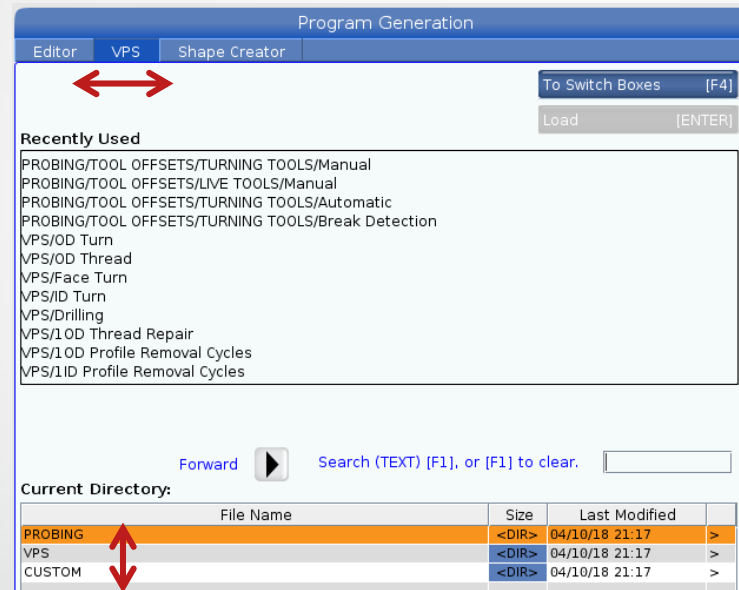 Program Generation
Editor VPS Shape Creator
To Switch Boxes [F4]
Load [ENTER]
Recently Used
PROBING/TOOL OFFSETS/TURNING TOOLS/Manual
PROBING/TOOL OFFSETS/LIVE TOOLS/Manual
PROBING/TOOL OFFSETS/TURNING TOOLS/Automatic
PROBING/TOOL OFFSETS/TURNING TOOLS/Break Detection
VPS/OD Turn
VPS/OD Thread
VPS/Face Turn
VPS/ID Turn
VPS/Drilling
VPS/1OD Thread Repair
VPS/1OD Profile Removal Cycles
VPS/1ID Profile Removal Cycles
Forward Search (TEXT) [F1], or [F1] to clear.
Current Directory:
File Name Size Last Modified
PROBING <DIR> 04/10/18 21:17 >
VPS <DIR> 04/10/18 21:17 >
CUSTOM <DIR> 04/10/18 21:17 >